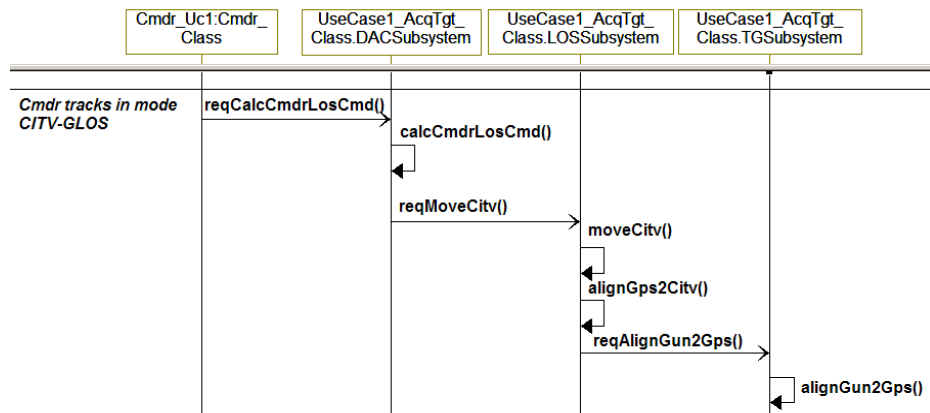 Cmdr_Uc1:Cmdr_
Class
UseCase1_AcqTgt_
Class.DACSubsystem
UseCase1_AcqTgt_
Class.LOSSubsystem
UseCase1_AcqTgt_
Class.TGSubsystem
Cmdr tracks in mode
CITV-GLOS
reqCalcCmdrLosCmd()
calcCmdrLosCmd()
reqMoveCitv()
moveCitv()
alignGps2Citv()
reqAlignGun2Gps()
alignGun2Gps()